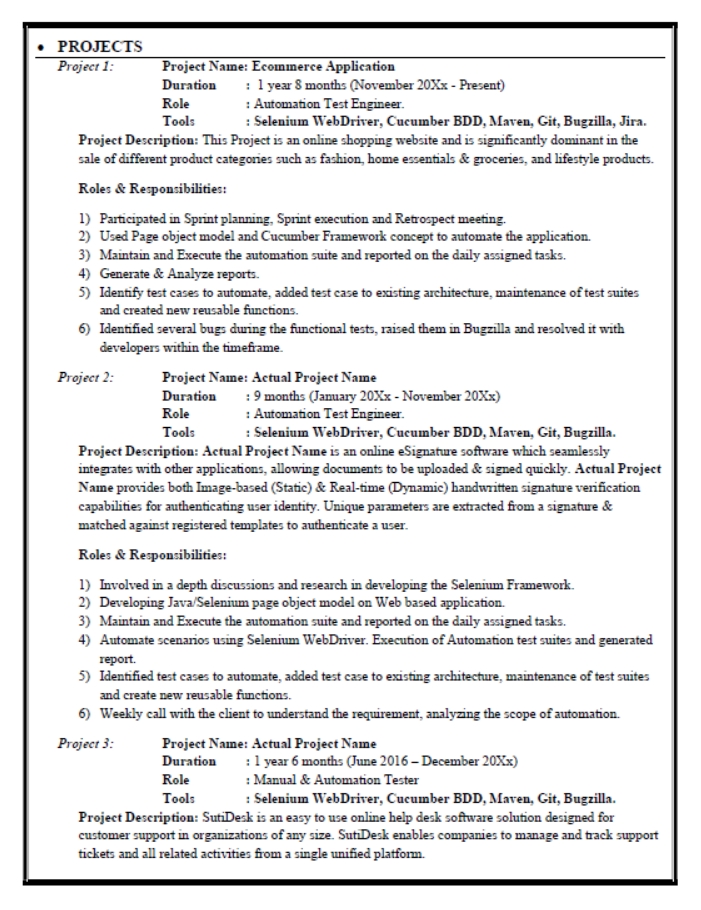 • PROJECTS
Project 1: Project Name: Ecommerce Application
Duration : 1 year 8 months (November 20Xx - Present)
Role : Automation Test Engineer.
Tools : Selenium WebDriver, Cucumber BDD, Maven, Git, Bugzilla, Jira.
Project Description: This Project is an online shopping website and is significantly dominant in the
sale of different product categories such as fashion, home essentials & groceries, and lifestyle products.
Roles & Responsibilities:
1) Participated in Sprint planning, Sprint execution and Retrospect meeting.
2) Used Page object model and Cucumber Framework concept to automate the application.
3) Maintain and Execute the automation suite and reported on the daily assigned tasks.
4) Generate & Analyze reports.
5) Identify test cases to automate, added test case to existing architecture, maintenance of test suites
and created new reusable functions.
6) Identified several bugs during the functional tests, raised them in Bugzilla and resolved it with
developers within the timeframe.
Project 2: Project Name: Actual Project Name
Duration : 9 months (January 20Xx - November 20Xx)
Role : Automation Test Engineer.
Tools : Selenium WebDriver, Cucumber BDD, Maven, Git, Bugzilla.
Project Description: Actual Project Name is an online eSignature software which seamlessly
integrates with other applications, allowing documents to be uploaded & signed quickly. Actual Project
Name provides both Image-based (Static) & Real-time (Dynamic) handwritten signature verification
capabilities for authenticating user identity. Unique parameters are extracted from a signature &
matched against registered templates to authenticate a user.
Roles & Responsibilities:
1) Involved in a depth discussions and research in developing the Selenium Framework.
2) Developing Java/Selenium page object model on Web based application.
3) Maintain and Execute the automation suite and reported on the daily assigned tasks.
4) Automate scenarios using Selenium WebDriver. Execution of Automation test suites and generated
report.
5) Identified test cases to automate, added test case to existing architecture, maintenance of test suites
and create new reusable functions.
6) Weekly call with the client to understand the requirement, analyzing the scope of automation.
Project 3: Project Name: Actual Project Name
Duration : 1 year 6 months (June 2016 – December 20Xx)
Role : Manual & Automation Tester
Tools : Selenium WebDriver, Cucumber BDD, Maven, Git, Bugzilla.
Project Description: SutiDesk is an easy to use online help desk software solution designed for
customer support in organizations of any size. SutiDesk enables companies to manage and track support
tickets and all related activities from a single unified platform.